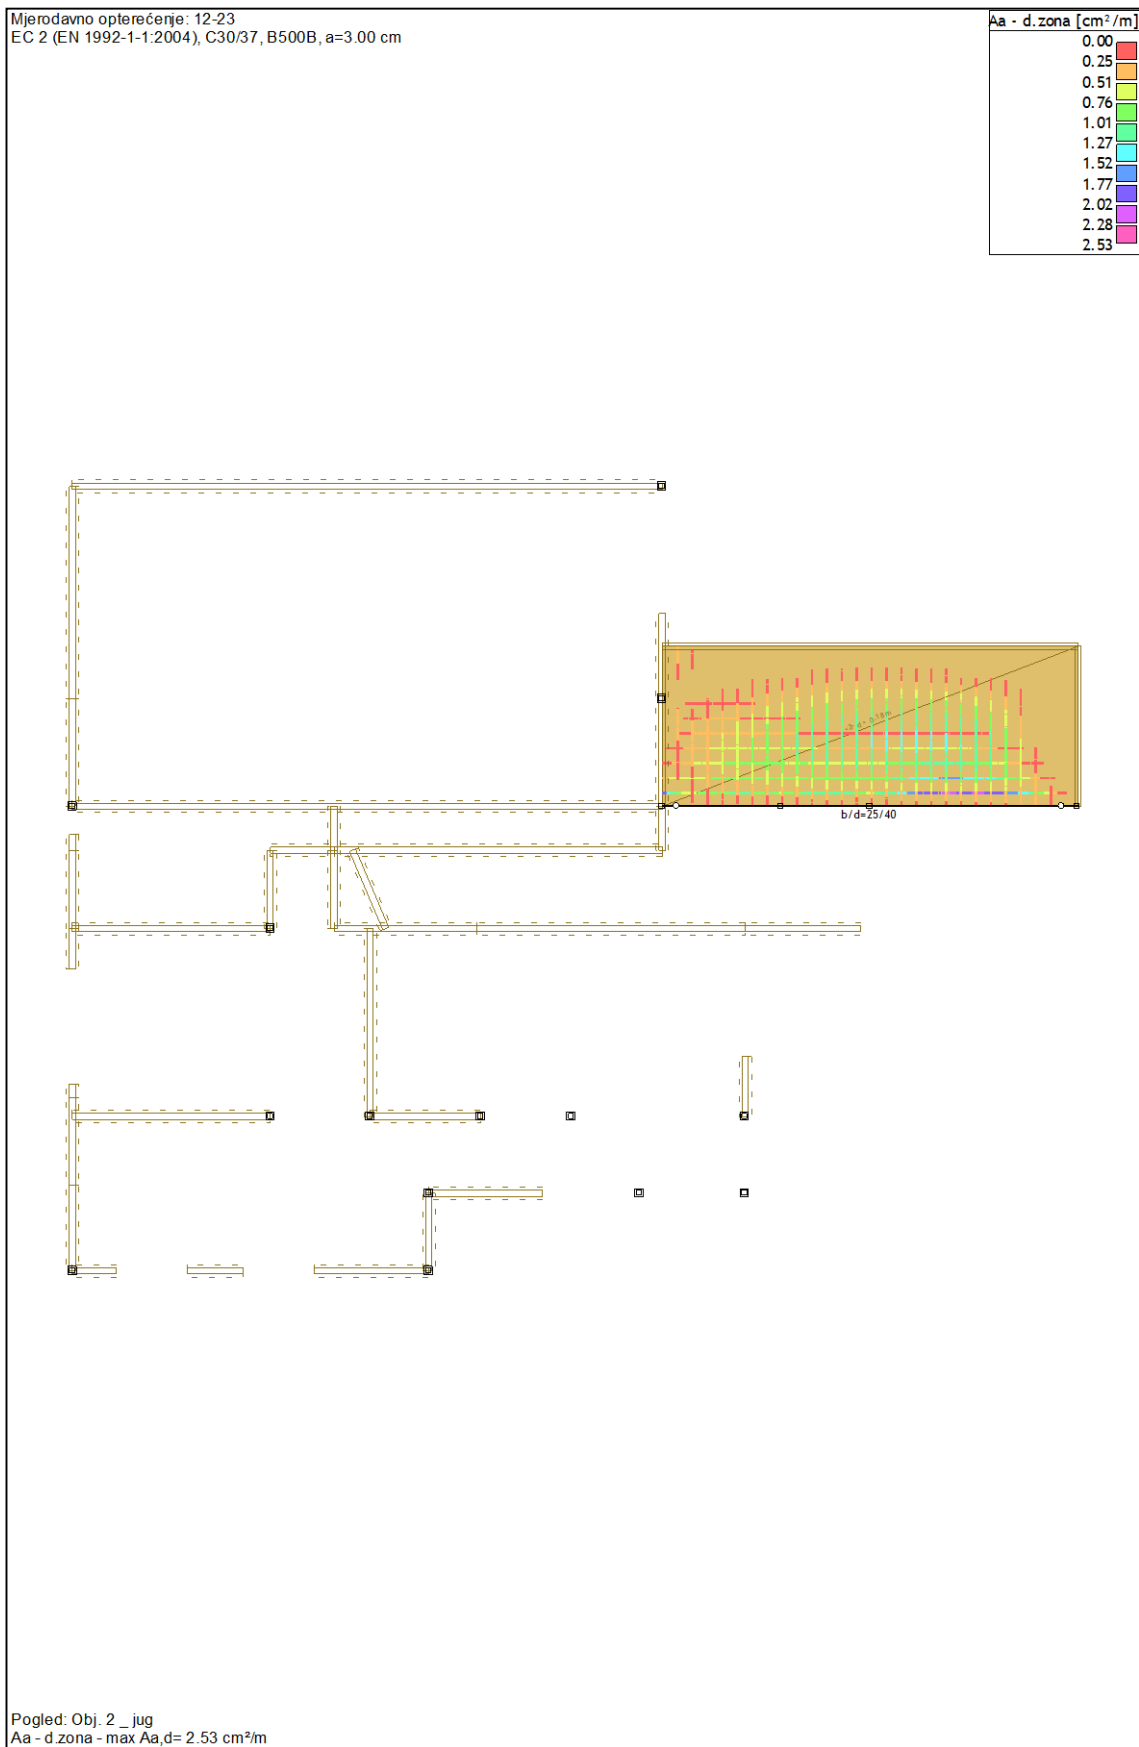 Mjerodavno opterećenje: 12-23
EC 2 (EN 1992-1-1:2004), C30/37, B500B, a=3.00 cm
Aa - d.zona [cm²/m]
0.00
0.25
0.51
0.76
1.01
1.27
1.52
1.77
2.02
2.28
2.53
b/d=25/40
Pogled: Obj. 2 _ jug
Aa - d.zona - max Aa,d= 2.53 cm²/m